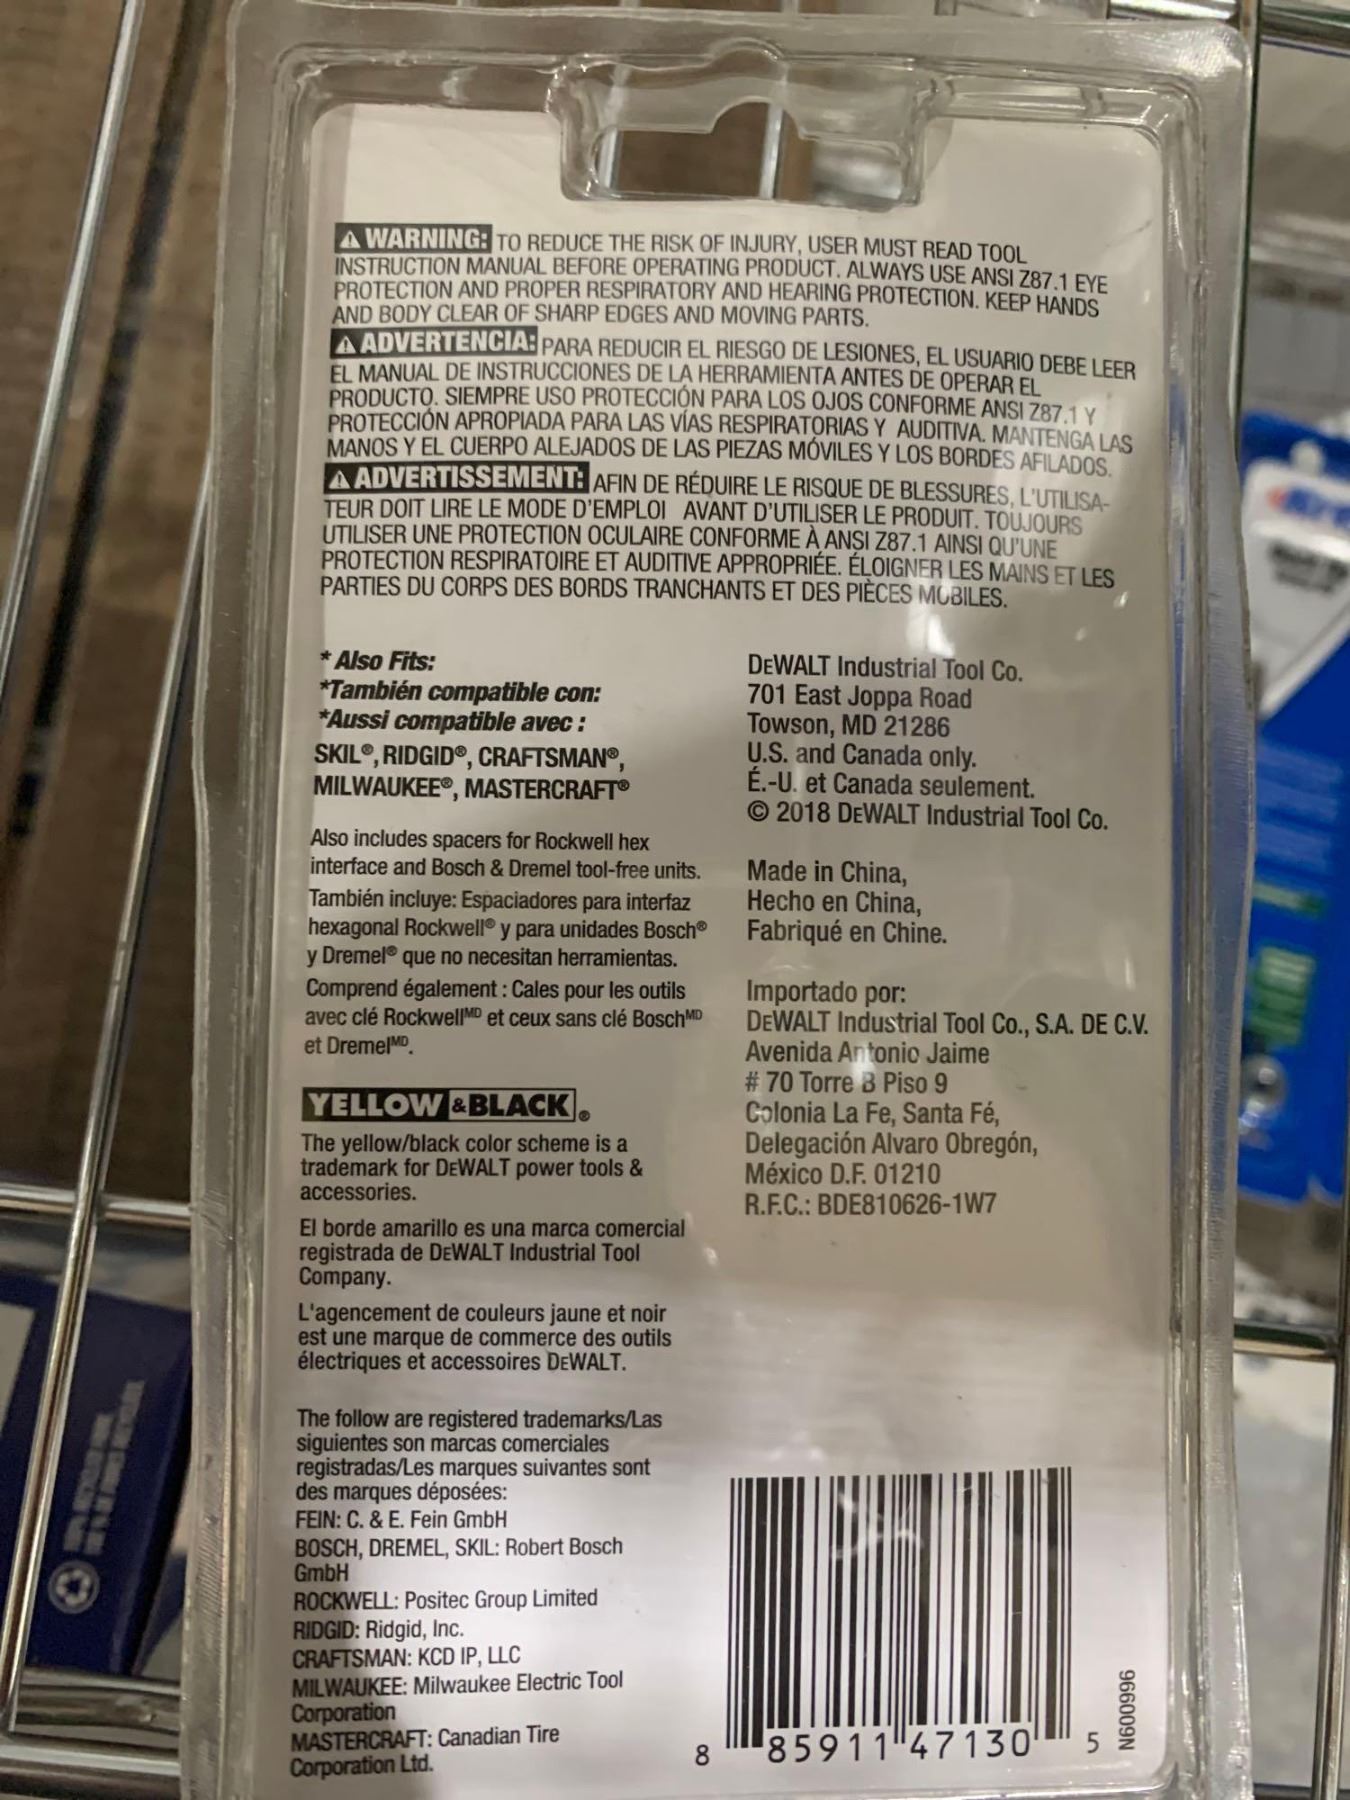 ⚠ WARNING: TO REDUCE THE RISK OF INJURY, USER MUST READ TOOL
INSTRUCTION MANUAL BEFORE OPERATING PRODUCT. ALWAYS USE ANSI Z87.1 EYE
PROTECTION AND PROPER RESPIRATORY AND HEARING PROTECTION. KEEP HANDS
AND BODY CLEAR OF SHARP EDGES AND MOVING PARTS.
⚠ ADVERTENCIA: PARA REDUCIR EL RIESGO DE LESIONES, EL USUARIO DEBE LEER
EL MANUAL DE INSTRUCCIONES DE LA HERRAMIENTA ANTES DE OPERAR EL
PRODUCTO. SIEMPRE USO PROTECCIÓN PARA LOS OJOS CONFORME ANSI Z87.1 Y
PROTECCIÓN APROPIADA PARA LAS VÍAS RESPIRATORIAS Y AUDITIVA. MANTENGA LAS
MANOS Y EL CUERPO ALEJADOS DE LAS PIEZAS MÓVILES Y LOS BORDES AFILADOS.
⚠ ADVERTISSEMENT: AFIN DE RÉDUIRE LE RISQUE DE BLESSURES, L'UTILISA-
TEUR DOIT LIRE LE MODE D'EMPLOI AVANT D'UTILISER LE PRODUIT. TOUJOURS
UTILISER UNE PROTECTION OCULAIRE CONFORME À ANSI Z87.1 AINSI QU'UNE
PROTECTION RESPIRATOIRE ET AUDITIVE APPROPRIÉE. ÉLOIGNER LES MAINS ET LES
PARTIES DU CORPS DES BORDS TRANCHANTS ET DES PIÈCES MOBILES.
* Also Fits:
*También compatible con:
*Aussi compatible avec :
SKIL®, RIDGID®, CRAFTSMAN®,
MILWAUKEE®, MASTERCRAFT®
Also includes spacers for Rockwell hex
interface and Bosch & Dremel tool-free units.
También incluye: Espaciadores para interfaz
hexagonal Rockwell® y para unidades Bosch®
y Dremel® que no necesitan herramientas.
Comprend également : Cales pour les outils
avec clé RockwellMD et ceux sans clé BoschMD
et DremelMD.
YELLOW & BLACK®
The yellow/black color scheme is a
trademark for DEWALT power tools &
accessories.
El borde amarillo es una marca comercial
registrada de DEWALT Industrial Tool
Company.
L'agencement de couleurs jaune et noir
est une marque de commerce des outils
électriques et accessoires DEWALT.
The follow are registered trademarks/Las
siguientes son marcas comerciales
registradas/Les marques suivantes sont
des marques déposées:
FEIN: C. & E. Fein GmbH
BOSCH, DREMEL, SKIL: Robert Bosch
GmbH
ROCKWELL: Positec Group Limited
RIDGID: Ridgid, Inc.
CRAFTSMAN: KCD IP, LLC
MILWAUKEE: Milwaukee Electric Tool
Corporation
MASTERCRAFT: Canadian Tire
Corporation Ltd.
DEWALT Industrial Tool Co.
701 East Joppa Road
Towson, MD 21286
U.S. and Canada only.
É.-U. et Canada seulement.
© 2018 DEWALT Industrial Tool Co.
Made in China,
Hecho en China,
Fabriqué en Chine.
Importado por:
DEWALT Industrial Tool Co., S.A. DE C.V.
Avenida Antonio Jaime
# 70 Torre B Piso 9
Colonia La Fe, Santa Fé,
Delegación Alvaro Obregón,
México D.F. 01210
R.F.C.: BDE810626-1W7
8 85911 47130 5
N600996